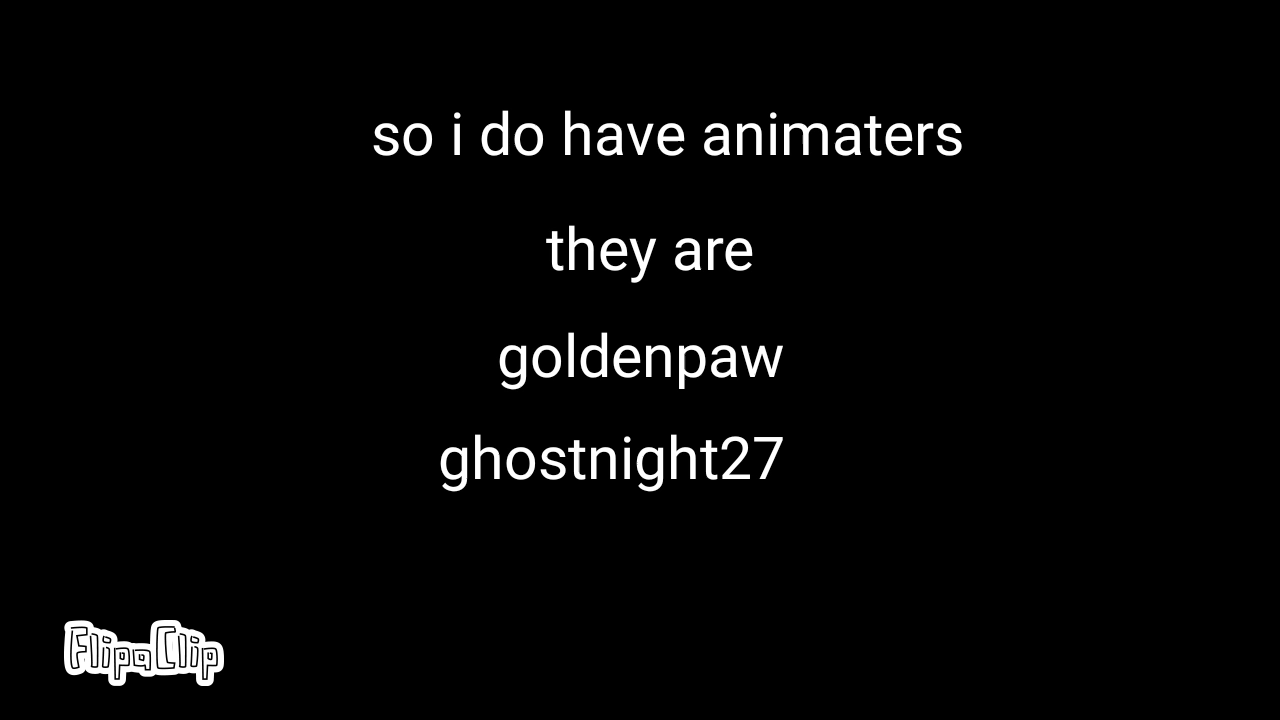 so i do have animaters
they are
goldenpaw
ghostnight27
FlipaClip